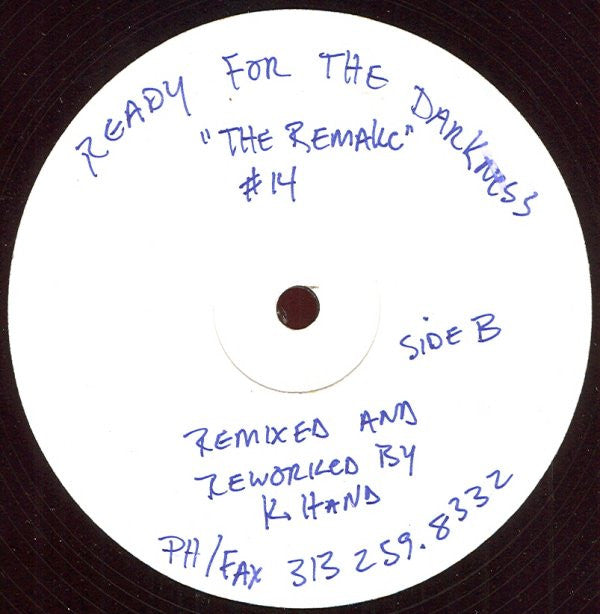 READY FOR THE DARKNESS
"THE REMAKE"
#14
SIDE B
REMIXED AND
REWORKED BY
K. HAND
PH/FAX 313 259.8332